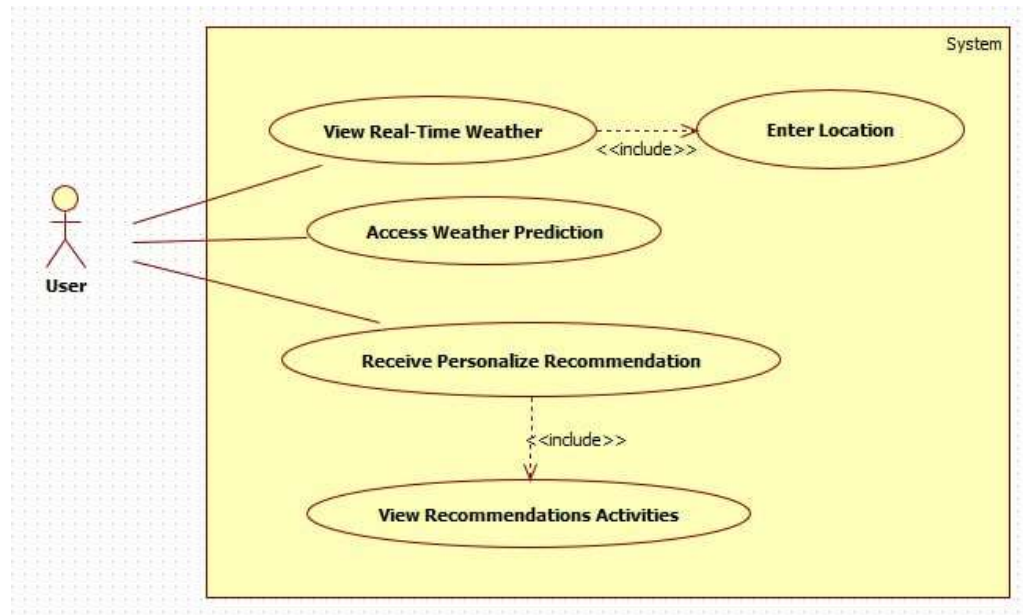 System
View Real-Time Weather
<<include>>
Enter Location
Access Weather Prediction
User
Receive Personalize Recommendation
<<include>>
View Recommendations Activities